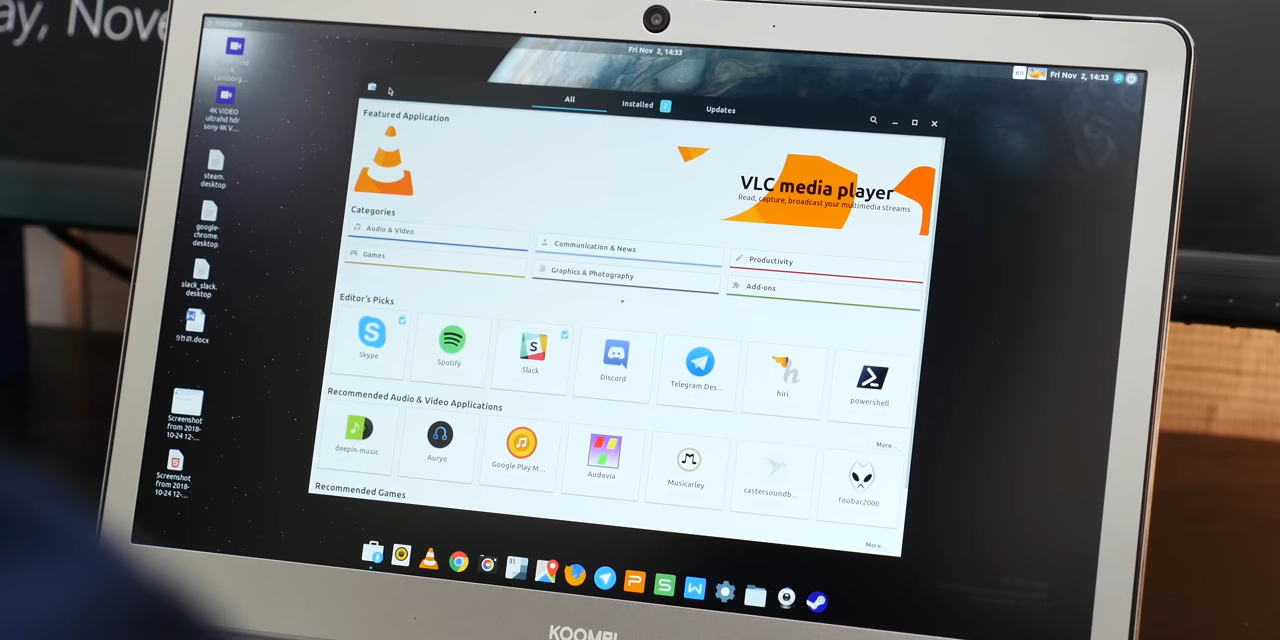 ay, Nove
Fri Nov 2, 14:33
en
Fri Nov 2, 14:33
Lamborg...
4K VIDEO
ultrahd hdr
sony 4K V...
steam.
desktop
google-
chrome.
desktop
slack_slack.
desktop
Screenshot
from 2018-
10-24 12-...
Screenshot
from 2018-
10-24 12-...
All
Installed
Updates
Featured Application
VLC media player
Read, capture, broadcast your multimedia streams
Categories
Audio & Video
Communication & News
Productivity
Games
Graphics & Photography
Add-ons
Editor's Picks
Skype
Spotify
Slack
Discord
Telegram Des...
hiri
powershell
More...
Recommended Audio & Video Applications
deepin-music
Auryo
Google Play M...
Audovia
Musicarley
castersoundb...
foobar2000
More...
Recommended Games
31
P
S
W
KOOMPI